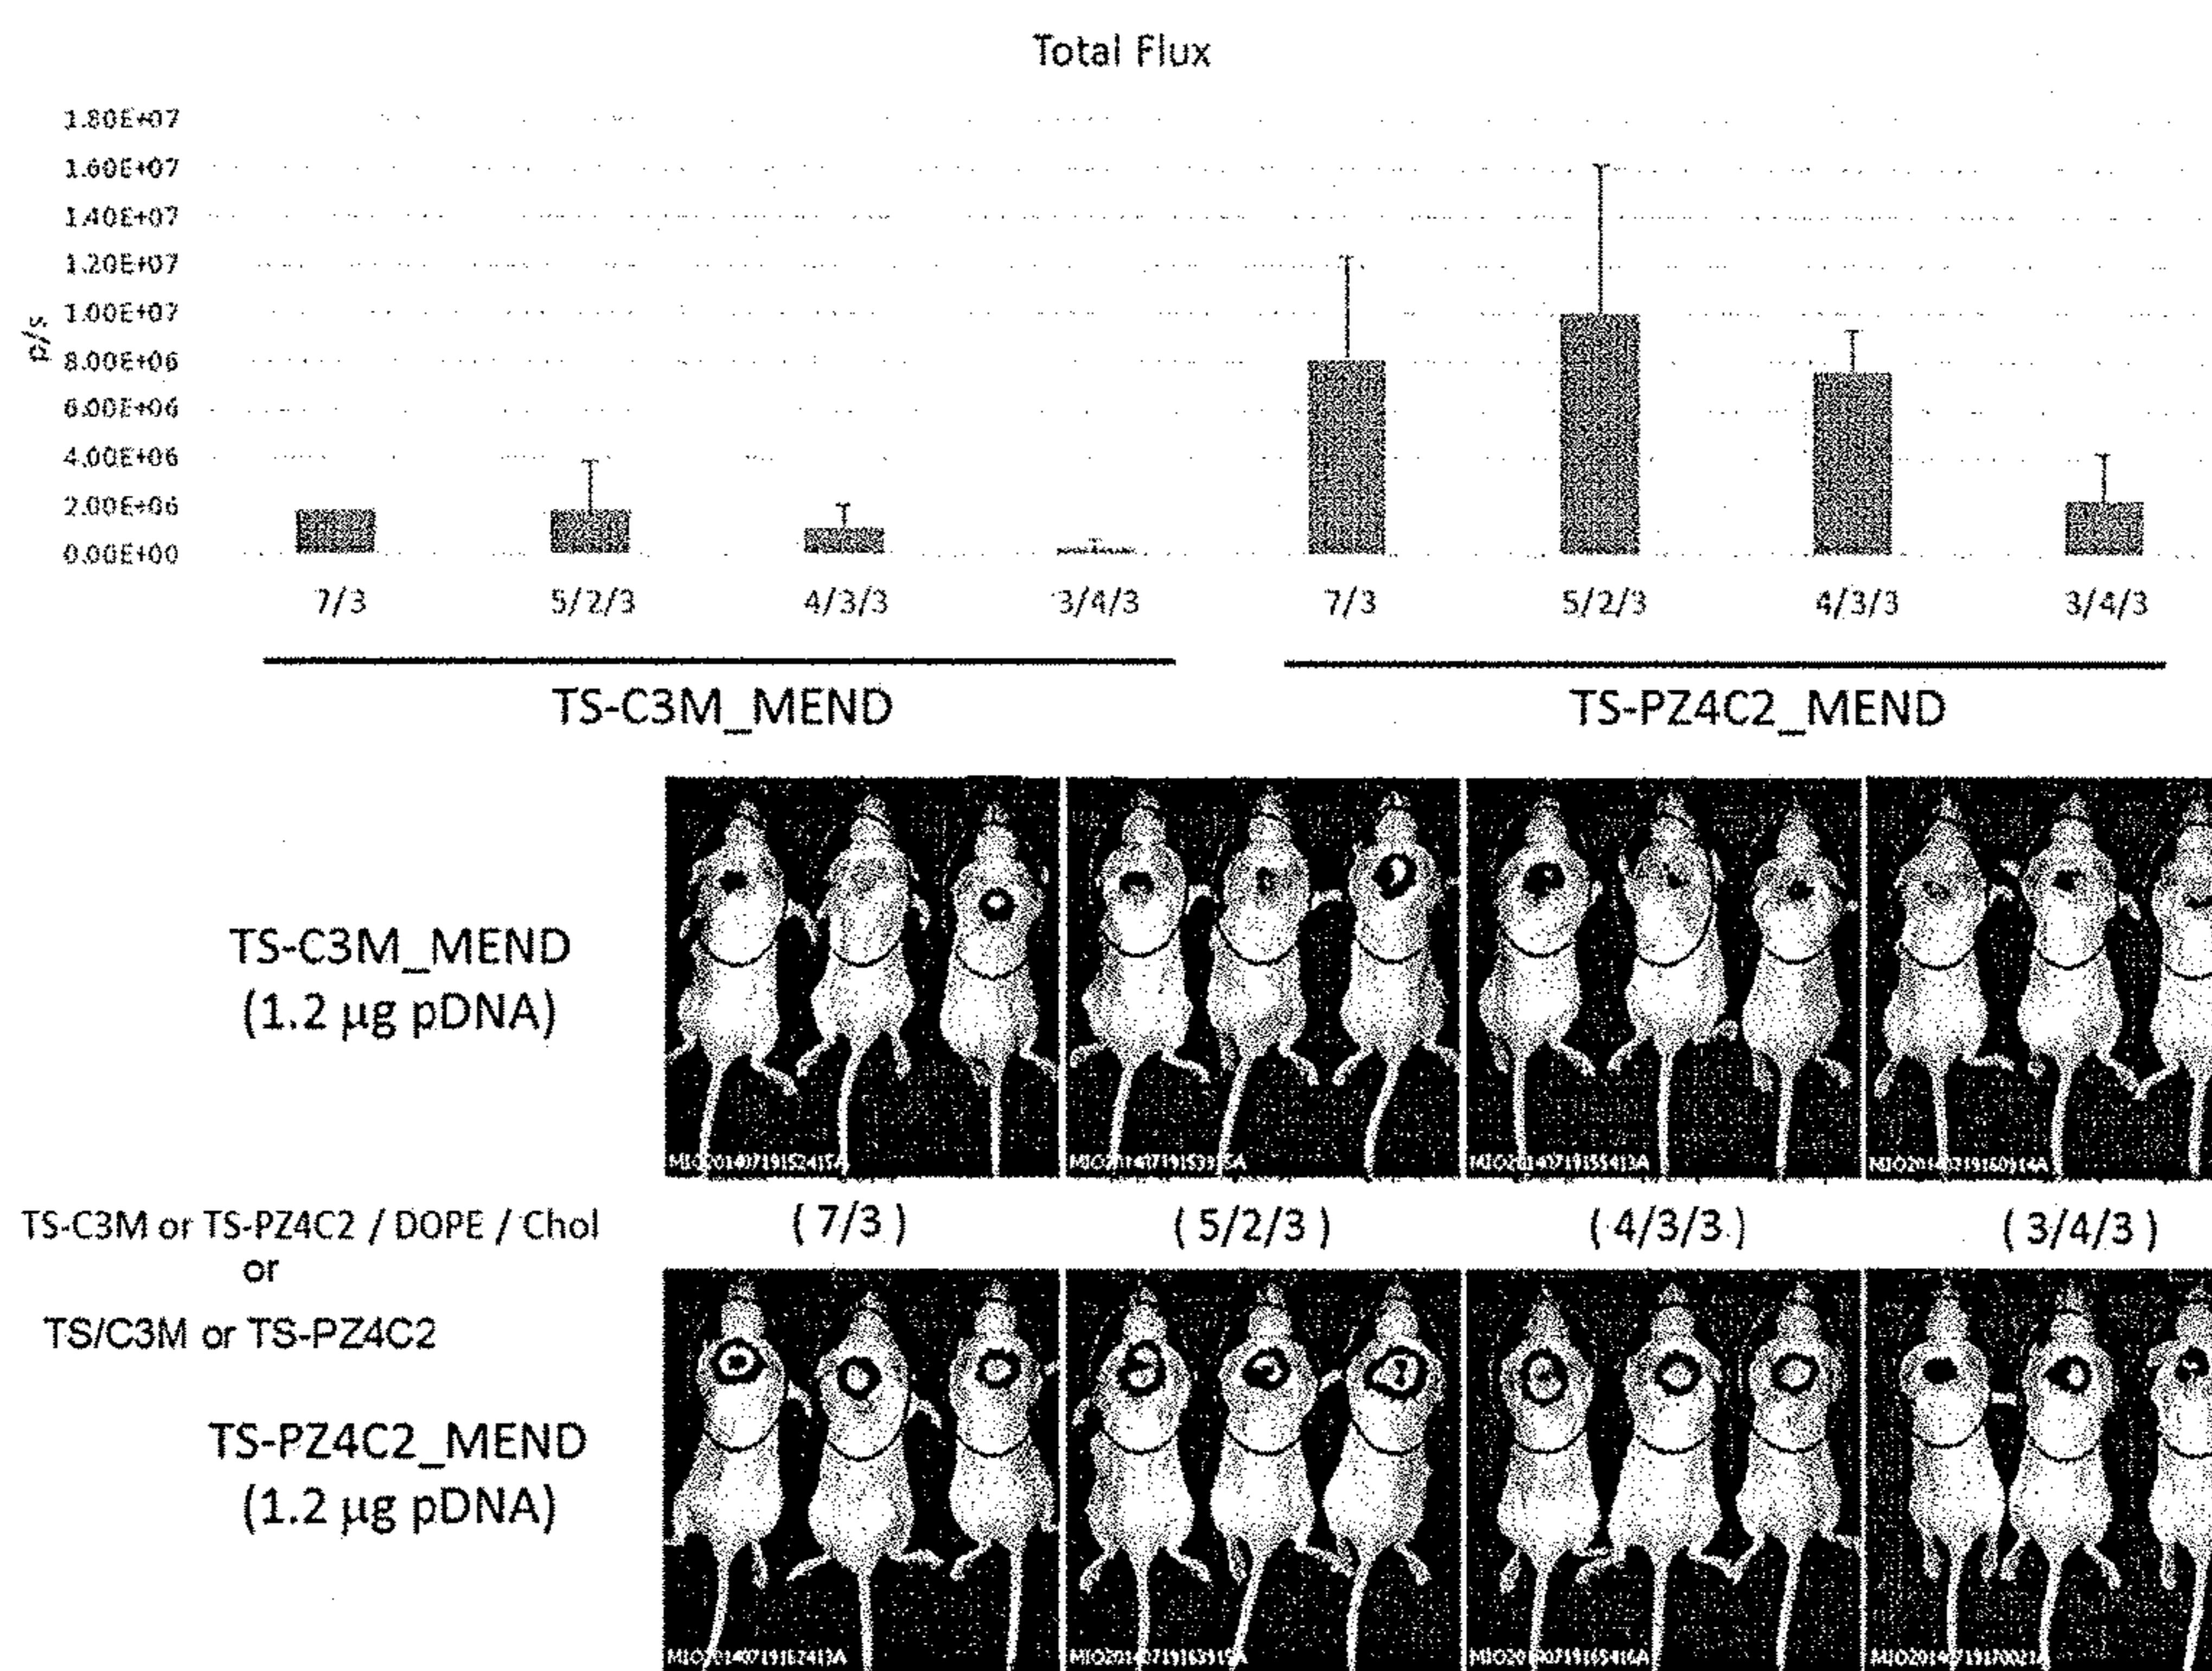 Total Flux
1.80E+07
1.60E+07
1.40E+07
1.20E+07
1.00E+07
8.00E+06
6.00E+06
4.00E+06
2.00E+06
0.00E+00
p/s
7/3 5/2/3 4/3/3 3/4/3 7/3 5/2/3 4/3/3 3/4/3
TS-C3M_MEND TS-PZ4C2_MEND
TS-C3M_MEND
(1.2 µg pDNA)
TS-C3M or TS-PZ4C2 / DOPE / Chol
or
TS/C3M or TS-PZ4C2
( 7/3 ) ( 5/2/3 ) ( 4/3/3 ) ( 3/4/3 )
TS-PZ4C2_MEND
(1.2 µg pDNA)